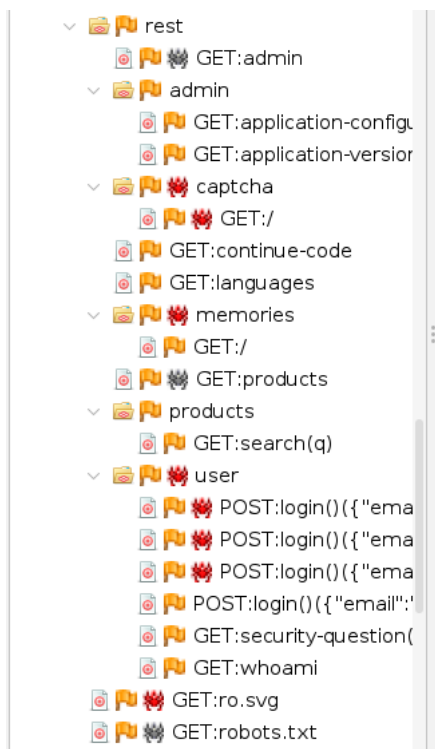 rest
GET:admin
admin
GET:application-configu
GET:application-version
captcha
GET:/
GET:continue-code
GET:languages
memories
GET:/
GET:products
products
GET:search(q)
user
POST:login()({"ema
POST:login()({"ema
POST:login()({"ema
POST:login()({"email":'
GET:security-question(
GET:whoami
GET:ro.svg
GET:robots.txt